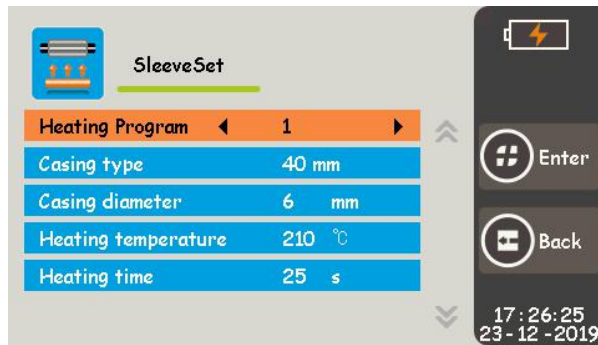 SleeveSet
Heating Program 1
Casing type 40 mm
Casing diameter 6 mm
Heating temperature 210 ℃
Heating time 25 s
Enter
Back
17:26:25
23-12-2019